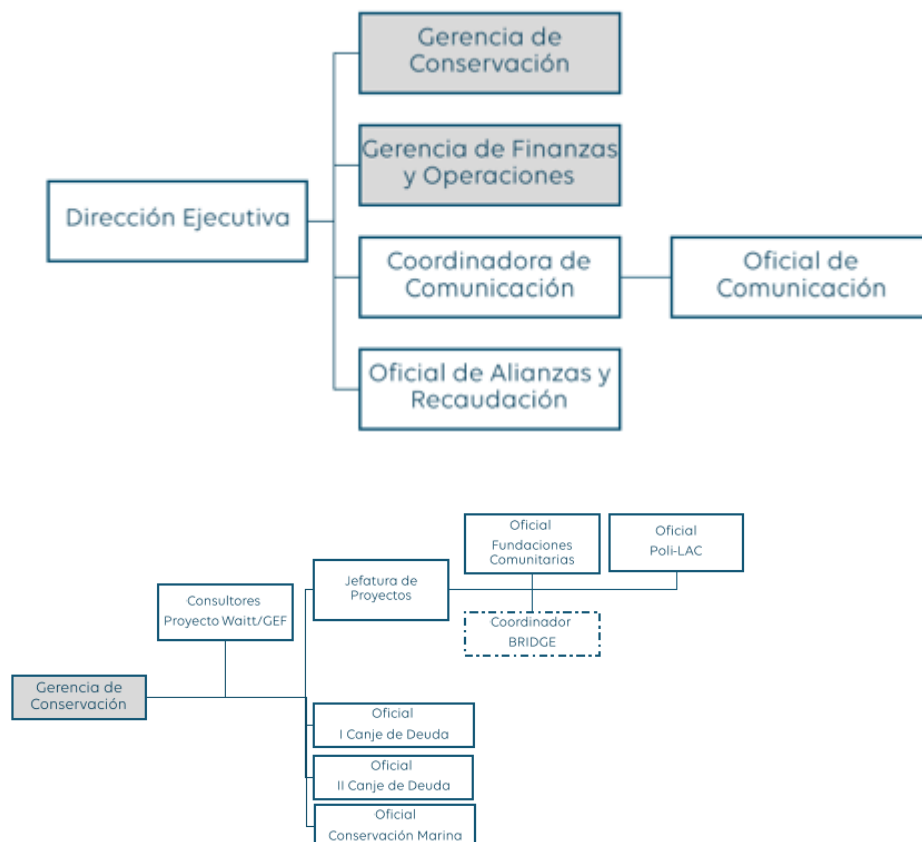 Gerencia de
Conservación
Gerencia de Finanzas
y Operaciones
Dirección Ejecutiva
Coordinadora de
Comunicación
Oficial de
Comunicación
Oficial de Alianzas y
Recaudación
Oficial
Fundaciones
Comunitarias
Oficial
Poli-LAC
Jefatura de
Proyectos
Consultores
Proyecto Waitt/GEF
Coordinador
BRIDGE
Gerencia de
Conservación
Oficial
I Canje de Deuda
Oficial
II Canje de Deuda
Oficial
Conservación Marina